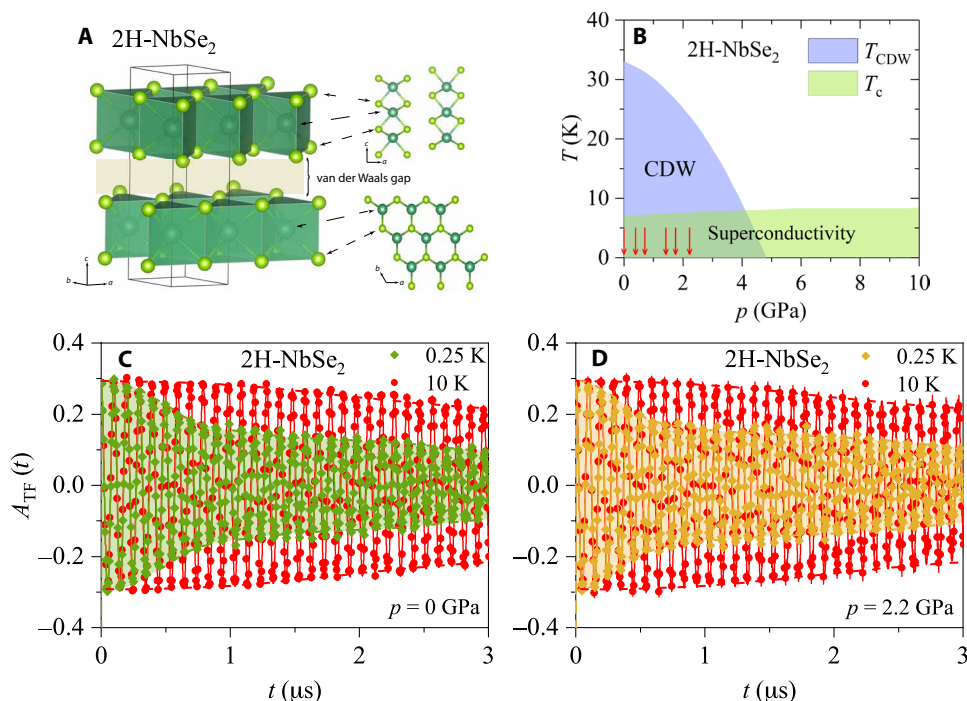 A
2H-NbSe2
c
a
van der Waals gap
c
b
a
b
a
B
2H-NbSe2
TCDW
Tc
T (K)
40
30
20
10
0
CDW
Superconductivity
0
2
4
6
8
10
p (GPa)
C
2H-NbSe2
0.25 K
10 K
ATF (t)
0.4
0.2
0.0
−0.2
−0.4
p = 0 GPa
0
1
2
3
t (μs)
D
2H-NbSe2
0.25 K
10 K
0.4
0.2
0.0
−0.2
−0.4
p = 2.2 GPa
0
1
2
3
t (μs)